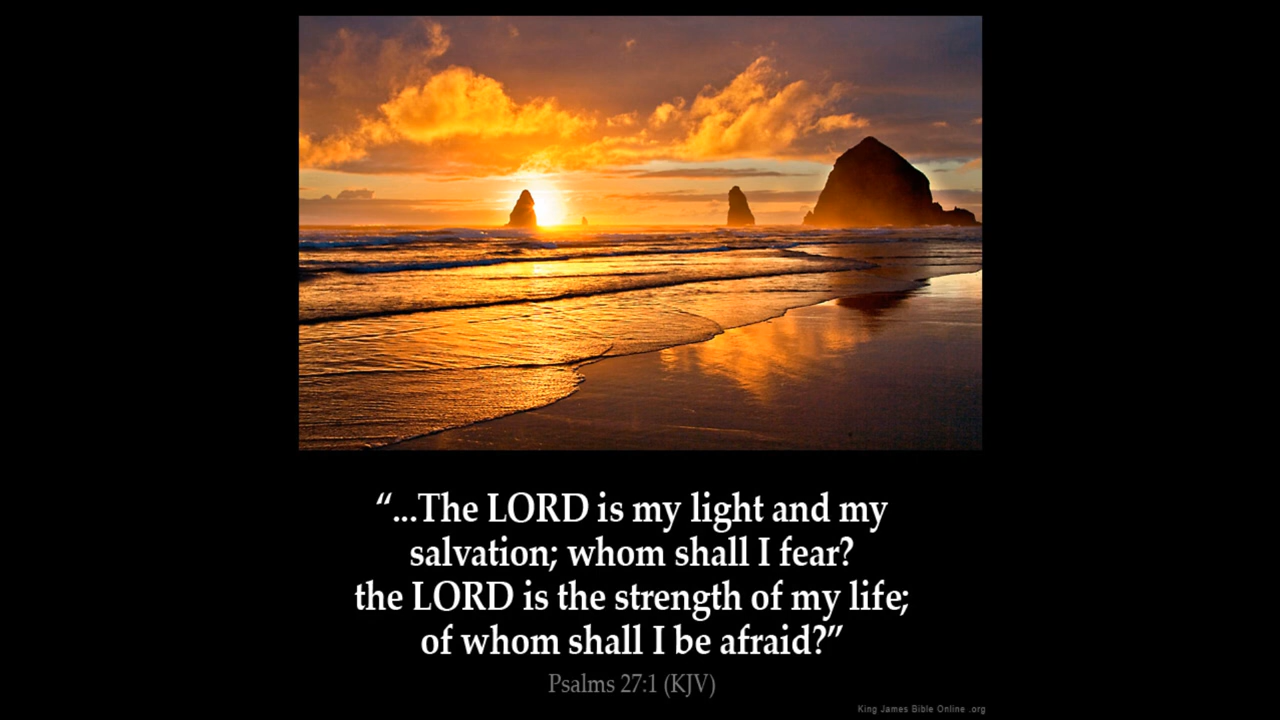 “...The LORD is my light and my
salvation; whom shall I fear?
the LORD is the strength of my life;
of whom shall I be afraid?”
Psalms 27:1 (KJV)
King James Bible Online .org